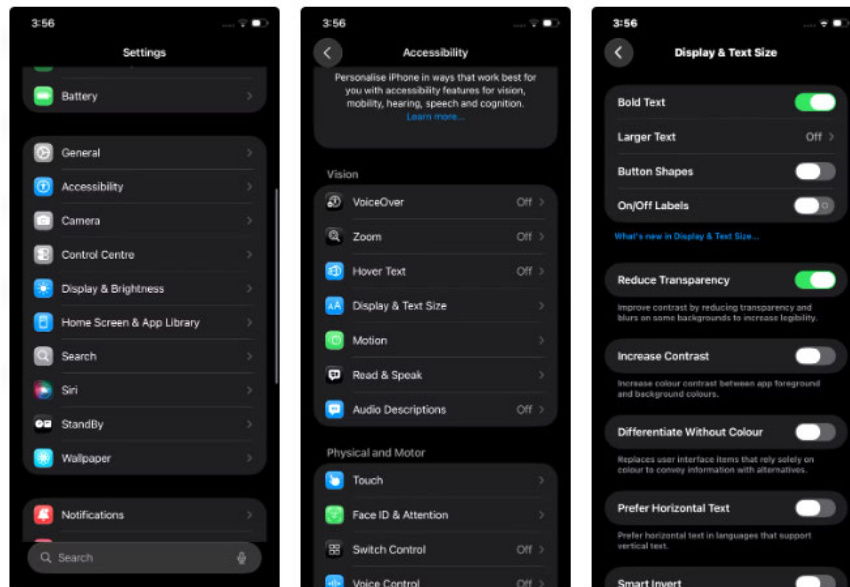 3:56
Settings
Battery
General
Accessibility
Camera
Control Centre
Display & Brightness
Home Screen & App Library
Search
Siri
StandBy
Wallpaper
Notifications
Search
3:56
Accessibility
Personalise iPhone in ways that work best for
you with accessibility features for vision,
mobility, hearing, speech and cognition.
Learn more...
Vision
VoiceOver Off
Zoom Off
Hover Text Off
Display & Text Size
Motion
Read & Speak
Audio Descriptions Off
Physical and Motor
Touch
Face ID & Attention
Switch Control Off
Voice Control Off
3:56
Display & Text Size
Bold Text
Larger Text Off
Button Shapes
On/Off Labels
What's new in Display & Text Size...
Reduce Transparency
Improve contrast by reducing transparency and
blurs on some backgrounds to increase legibility.
Increase Contrast
Increase colour contrast between app foreground
and background colours.
Differentiate Without Colour
Replaces user interface items that rely solely on
colour to convey information with alternatives.
Prefer Horizontal Text
Prefer horizontal text in languages that support
vertical text.
Smart Invert